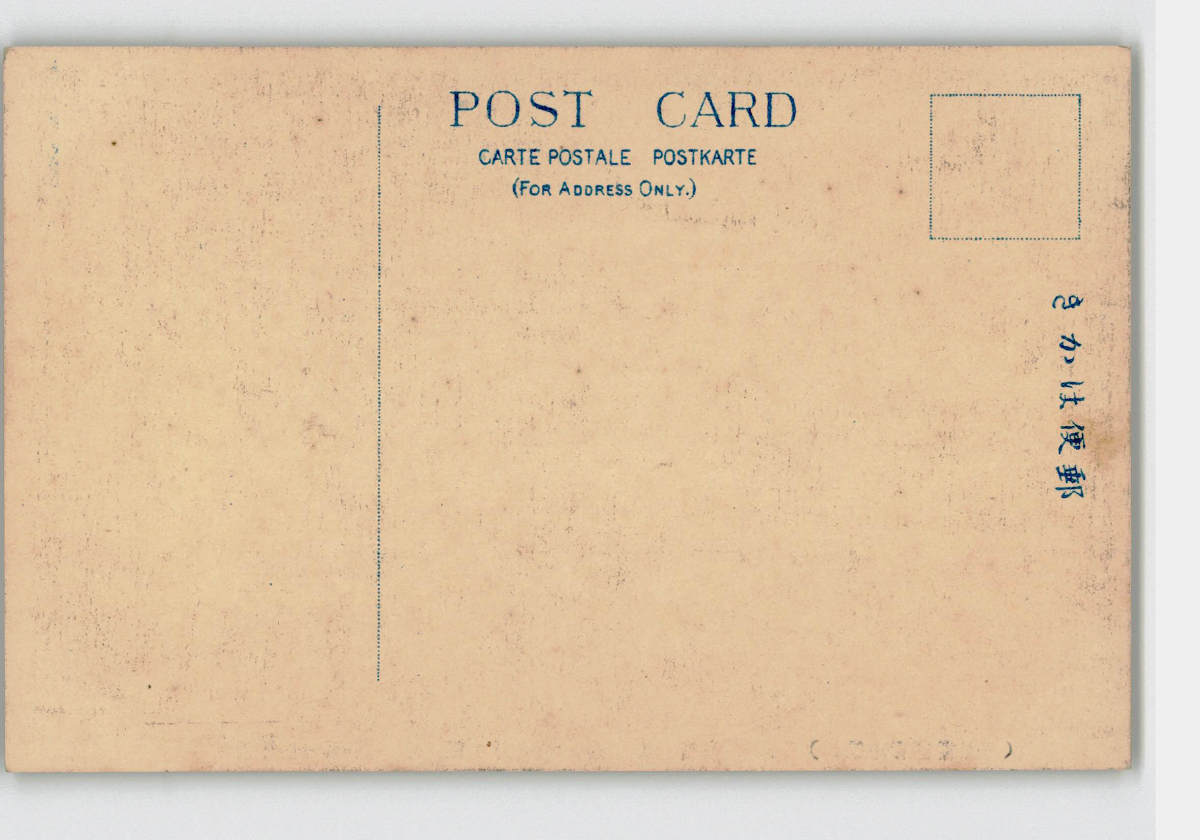 POST CARD
CARTE POSTALE POSTKARTE
(FOR ADDRESS ONLY.)
きかは便郵